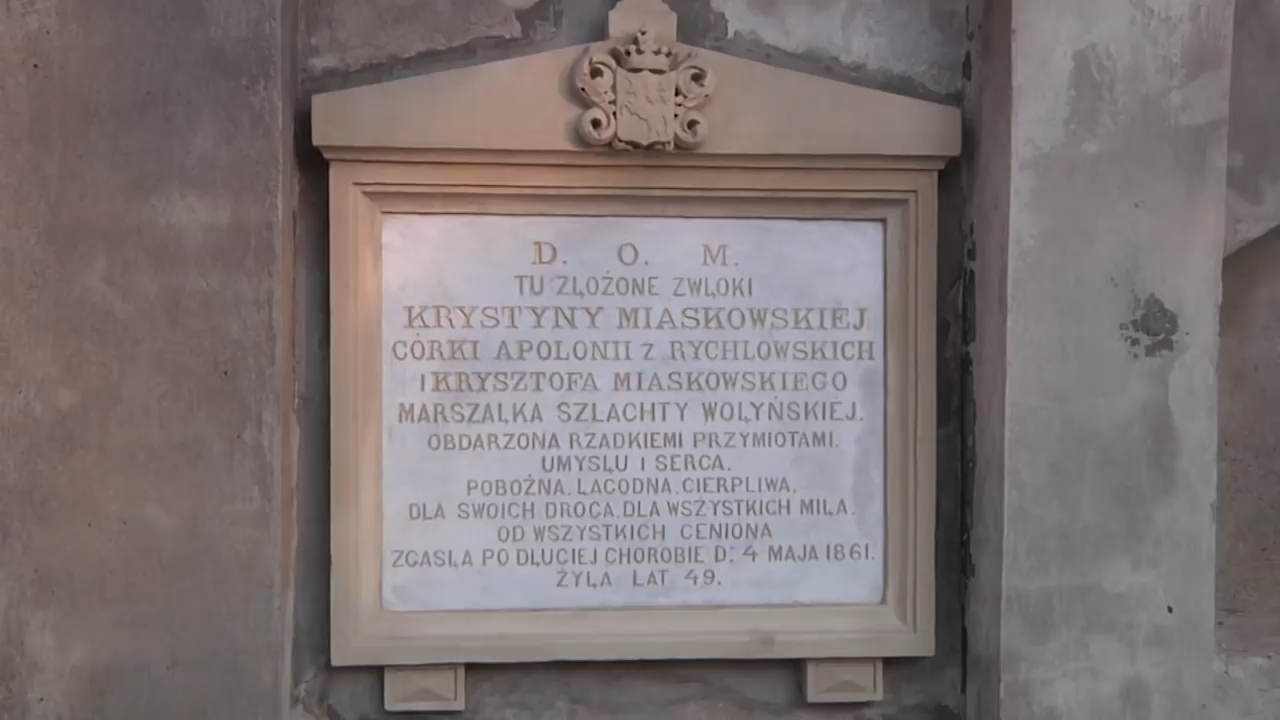 D. O. M.
TU ZŁOŻONE ZWŁOKI
KRYSTYNY MIASKOWSKIEJ
CÓRKI APOLONII Z RYCHŁOWSKICH
I KRYSZTOFA MIASKOWSKIEGO
MARSZAŁKA SZLACHTY WOŁYŃSKIEJ.
OBDARZONA RZADKIEMI PRZYMIOTAMI.
UMYSŁU I SERCA.
POBOŻNA. ŁAGODNA. CIERPLIWA.
DLA SWOICH DROGA. DLA WSZYSTKICH MIŁA.
OD WSZYSTKICH CENIONA
ZGASŁA PO DŁUGIEJ CHOROBIE D: 4 MAJA 1861.
ŻYŁA LAT 49.